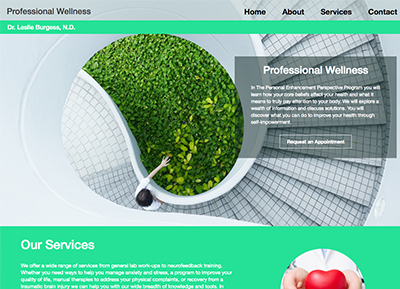 Professional Wellness
Home About Services Contact
Dr. Leslie Burgess, N.D.
Professional Wellness
In The Personal Enhancement Perspective Program you will
learn how your core beliefs affect your health and what it
means to truly pay attention to your body. We will explore a
wealth of information and discuss solutions. You will
discover what you can do to improve your health through
self-empowerment.
Request an Appointment
Our Services
We offer a wide range of services from general lab work-ups to neurofeedback training.
Whether you need ways to help you manage anxiety and stress, a program to improve your
quality of life, manual therapies to address your physical complaints, or recovery from a
traumatic brain injury we can help you with our wide breadth of knowledge and tools. In